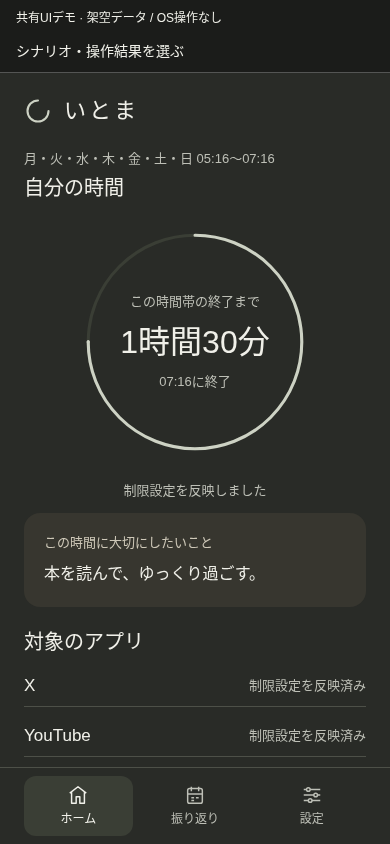 共有UIデモ · 架空データ / OS操作なし
シナリオ・操作結果を選ぶ
いとま
月・火・水・木・金・土・日 05:16〜07:16
自分の時間
この時間帯の終了まで
1時間30分
07:16に終了
制限設定を反映しました
この時間に大切にしたいこと
本を読んで、ゆっくり過ごす。
対象のアプリ
X 制限設定を反映済み
YouTube 制限設定を反映済み
ホーム 振り返り 設定